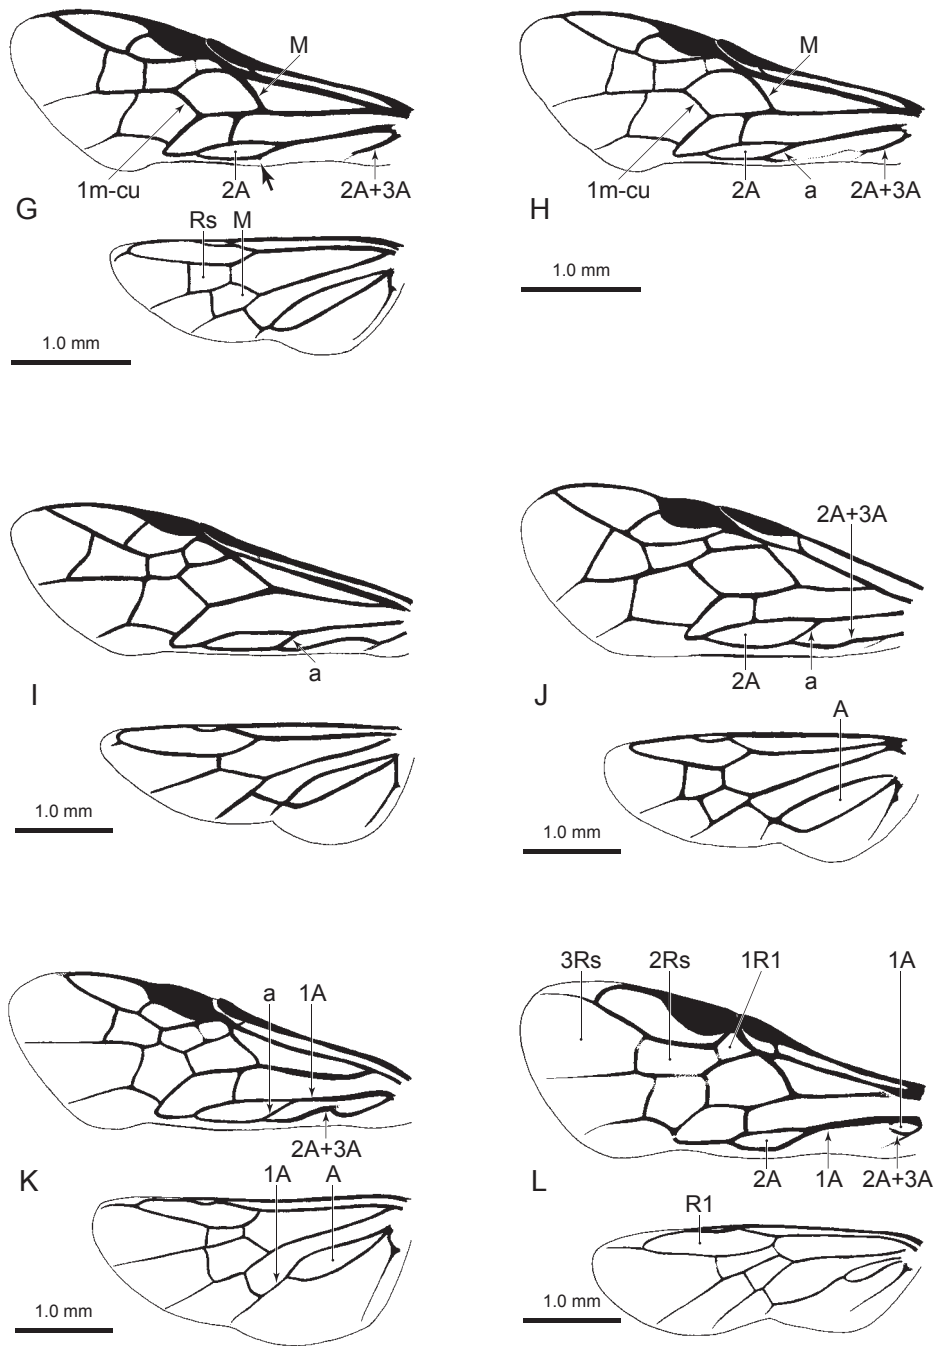 M
1m-cu 2A 2A+3A
G
Rs M
1.0 mm
M
1m-cu 2A a 2A+3A
H
1.0 mm
a
I
1.0 mm
2A+3A
2A a
J
A
1.0 mm
a 1A
2A+3A
K
1A A
1.0 mm
3Rs 2Rs 1R1 1A
2A 1A 2A+3A
L
R1
1.0 mm